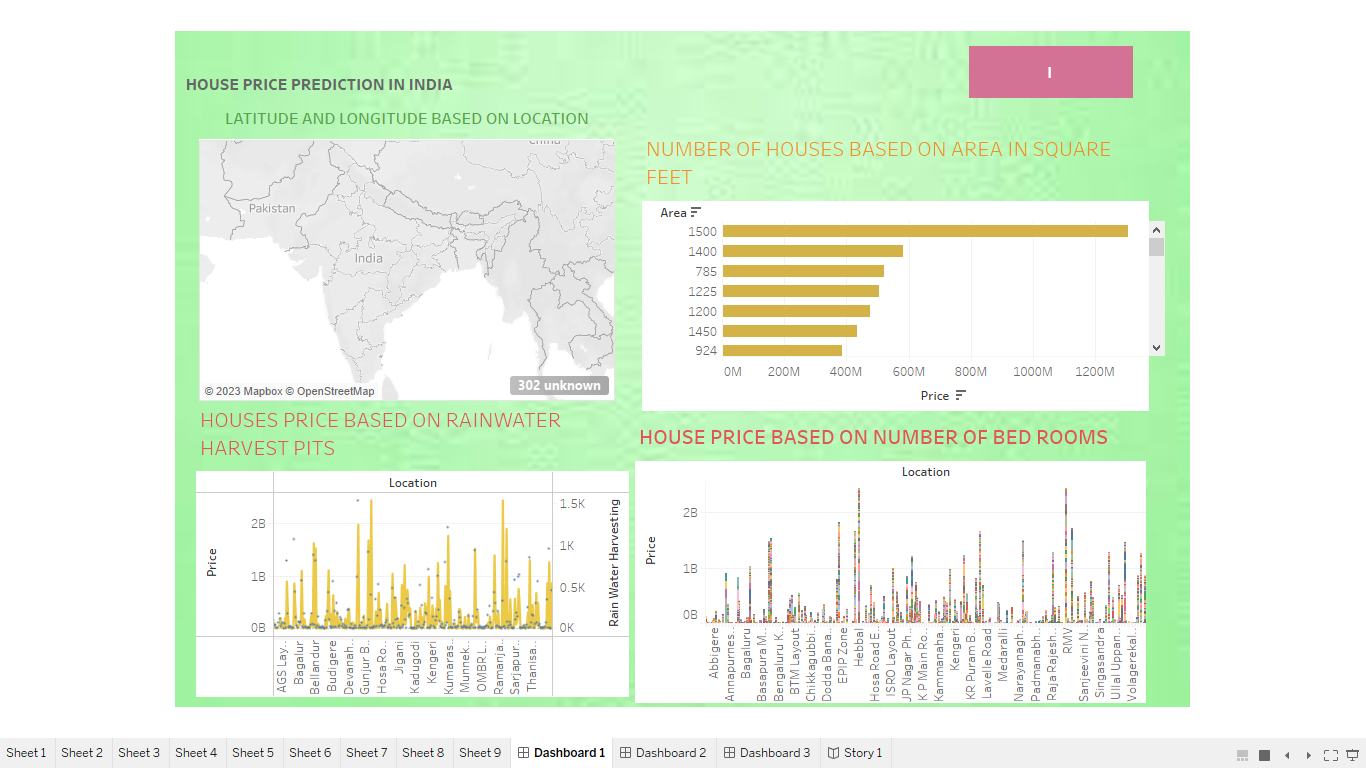 I
HOUSE PRICE PREDICTION IN INDIA
LATITUDE AND LONGITUDE BASED ON LOCATION
China
Pakistan
India
302 unknown
© 2023 Mapbox © OpenStreetMap
NUMBER OF HOUSES BASED ON AREA IN SQUARE
FEET
Area
1500
1400
785
1225
1200
1450
924
0M 200M 400M 600M 800M 1000M 1200M
Price
HOUSES PRICE BASED ON RAINWATER
HARVEST PITS
Location
Price
2B
1B
0B
1.5K
1K
0.5K
0K
Rain Water Harvesting
AGS Lay..
Bagalur
Bellandur
Budigere
Devanah..
Gunjur B..
Hosa Ro..
Jigani
Kadugodi
Kengeri
Kumaras..
Munnek..
OMBR L..
Ramanja..
Sarjapur..
Thanisa..
HOUSE PRICE BASED ON NUMBER OF BED ROOMS
Location
Price
2B
1B
0B
Abbigere
Annapurnes..
Bagaluru
Basapura M..
Bengaluru K..
BTM Layout
Chikkagubbi..
Dodda Bana..
EPIP Zone
Hebbal
Hosa Road E..
ISRO Layout
JP Nagar Ph..
K P Main Ro..
Kammanaha..
Kengeri
KR Puram B..
Lavelle Road
Medaralli
Narayanagh..
Padmanabh..
Raja Rajesh..
RMV
Sanjeevini N..
Singasandra
Ullal Uppan..
Volagerekal..
Sheet 1 Sheet 2 Sheet 3 Sheet 4 Sheet 5 Sheet 6 Sheet 7 Sheet 8 Sheet 9 Dashboard 1 Dashboard 2 Dashboard 3 Story 1